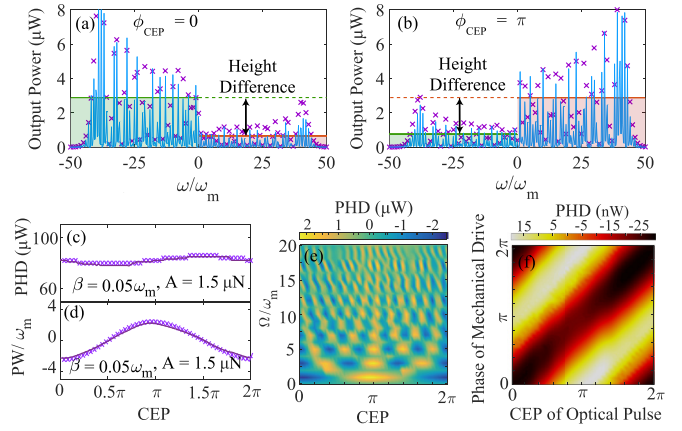 (a) ϕCEP = 0
Height
Difference
Output Power (μW)
8
6
4
2
0
-50 -25 0 25 50
ω/ωm
(b) ϕCEP = π
Height
Difference
Output Power (μW)
8
6
4
2
0
-50 -25 0 25 50
ω/ωm
(c)
PHD (μW)
100
60
β = 0.05ωm, A = 1.5 μN
(d)
PW/ ωm
4
0
-4
β = 0.05ωm, A = 1.5 μN
0 0.5π π 1.5π 2π
CEP
PHD (μW)
2 1 0 -1 -2
(e)
Ω/ωm
20
15
10
5
0
0 π 2π
CEP
PHD (nW)
15 -5 -25
(f)
Phase of Mechanical Drive
2π
π
0
π 2π
CEP of Optical Pulse